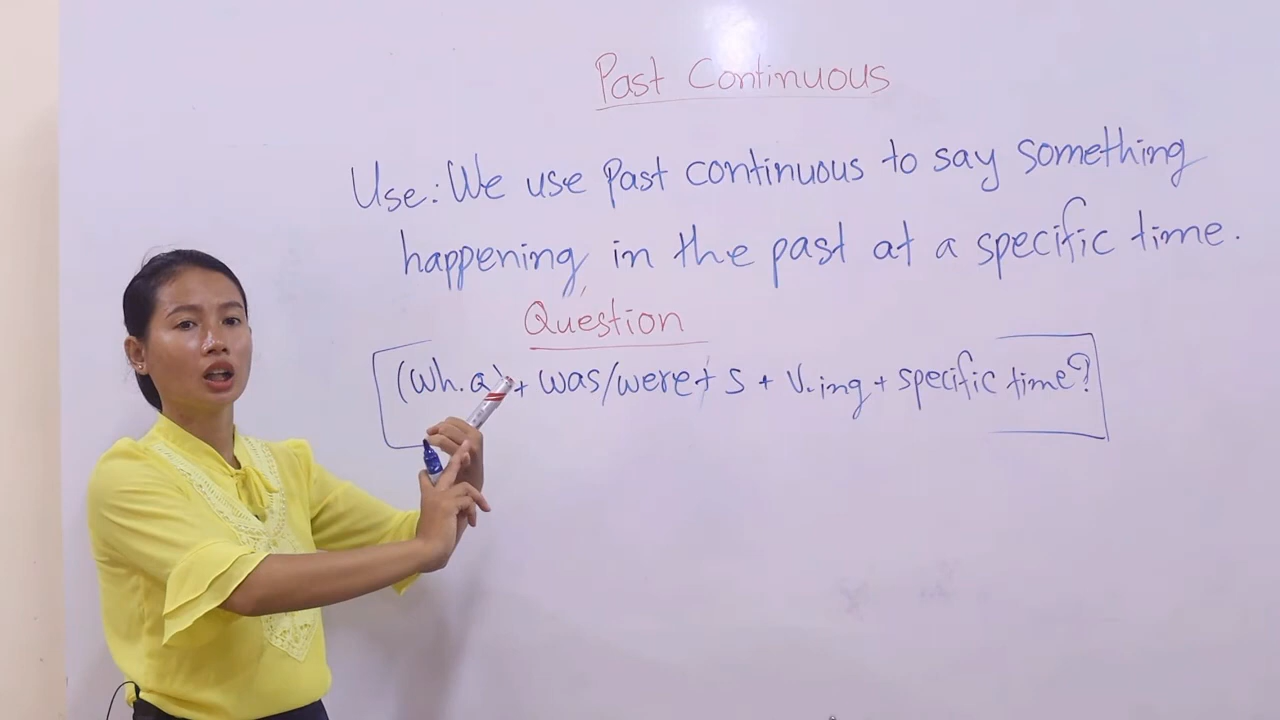 Past Continuous
Use: We use Past continuous to say something
happening in the past at a specific time.
Question
(Wh. a) + was/were + s + V. ing + specific time?